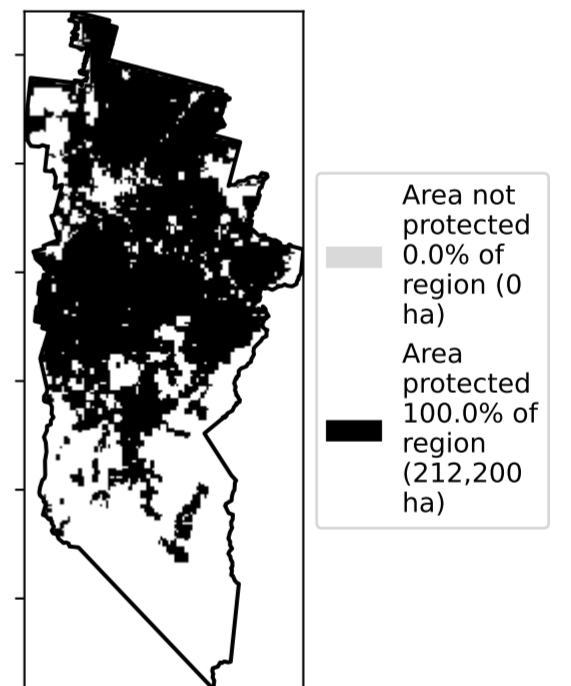 Area not
protected
0.0% of
region (0
ha)
Area
protected
100.0% of
region
(212,200
ha)